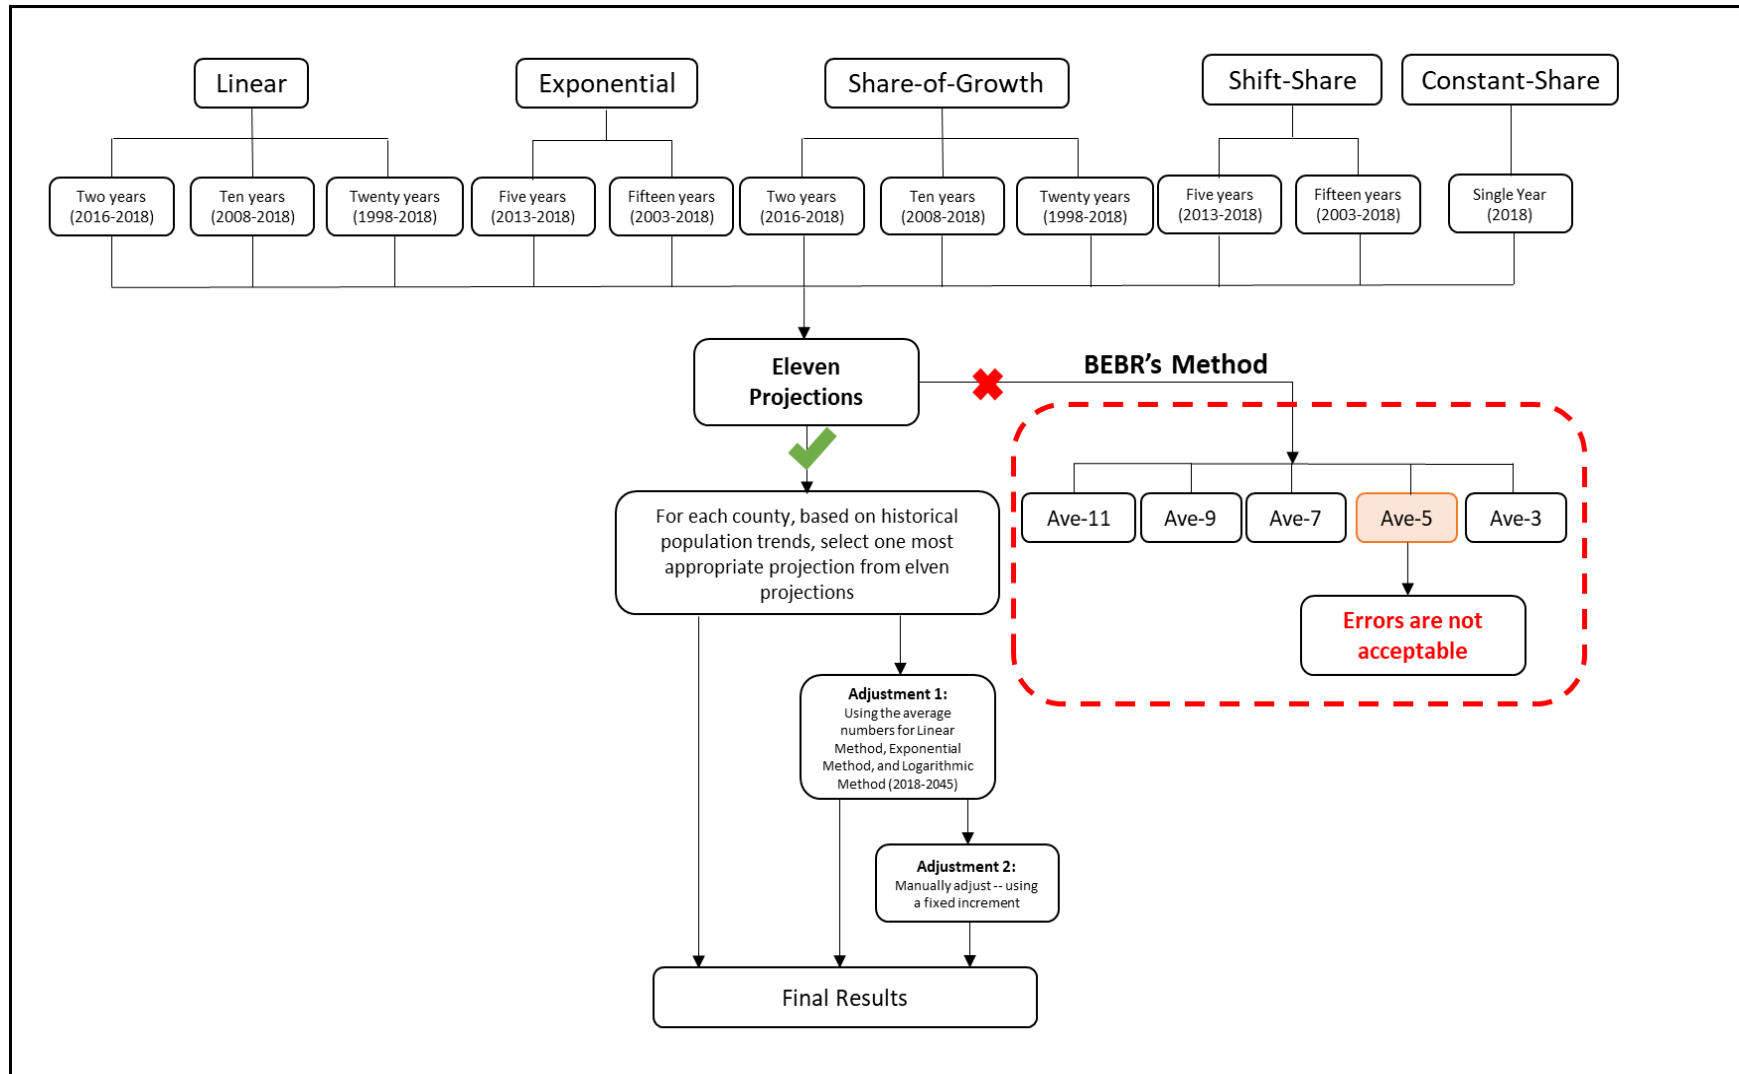 Linear
Exponential
Share-of-Growth
Shift-Share
Constant-Share
Two years
(2016-2018)
Ten years
(2008-2018)
Twenty years
(1998-2018)
Five years
(2013-2018)
Fifteen years
(2003-2018)
Two years
(2016-2018)
Ten years
(2008-2018)
Twenty years
(1998-2018)
Five years
(2013-2018)
Fifteen years
(2003-2018)
Single Year
(2018)
Eleven
Projections
BEBR's Method
Ave-11
Ave-9
Ave-7
Ave-5
Ave-3
Errors are not
acceptable
For each county, based on historical
population trends, select one most
appropriate projection from elven
projections
Adjustment 1:
Using the average
numbers for Linear
Method, Exponential
Method, and Logarithmic
Method (2018-2045)
Adjustment 2:
Manually adjust -- using
a fixed increment
Final Results